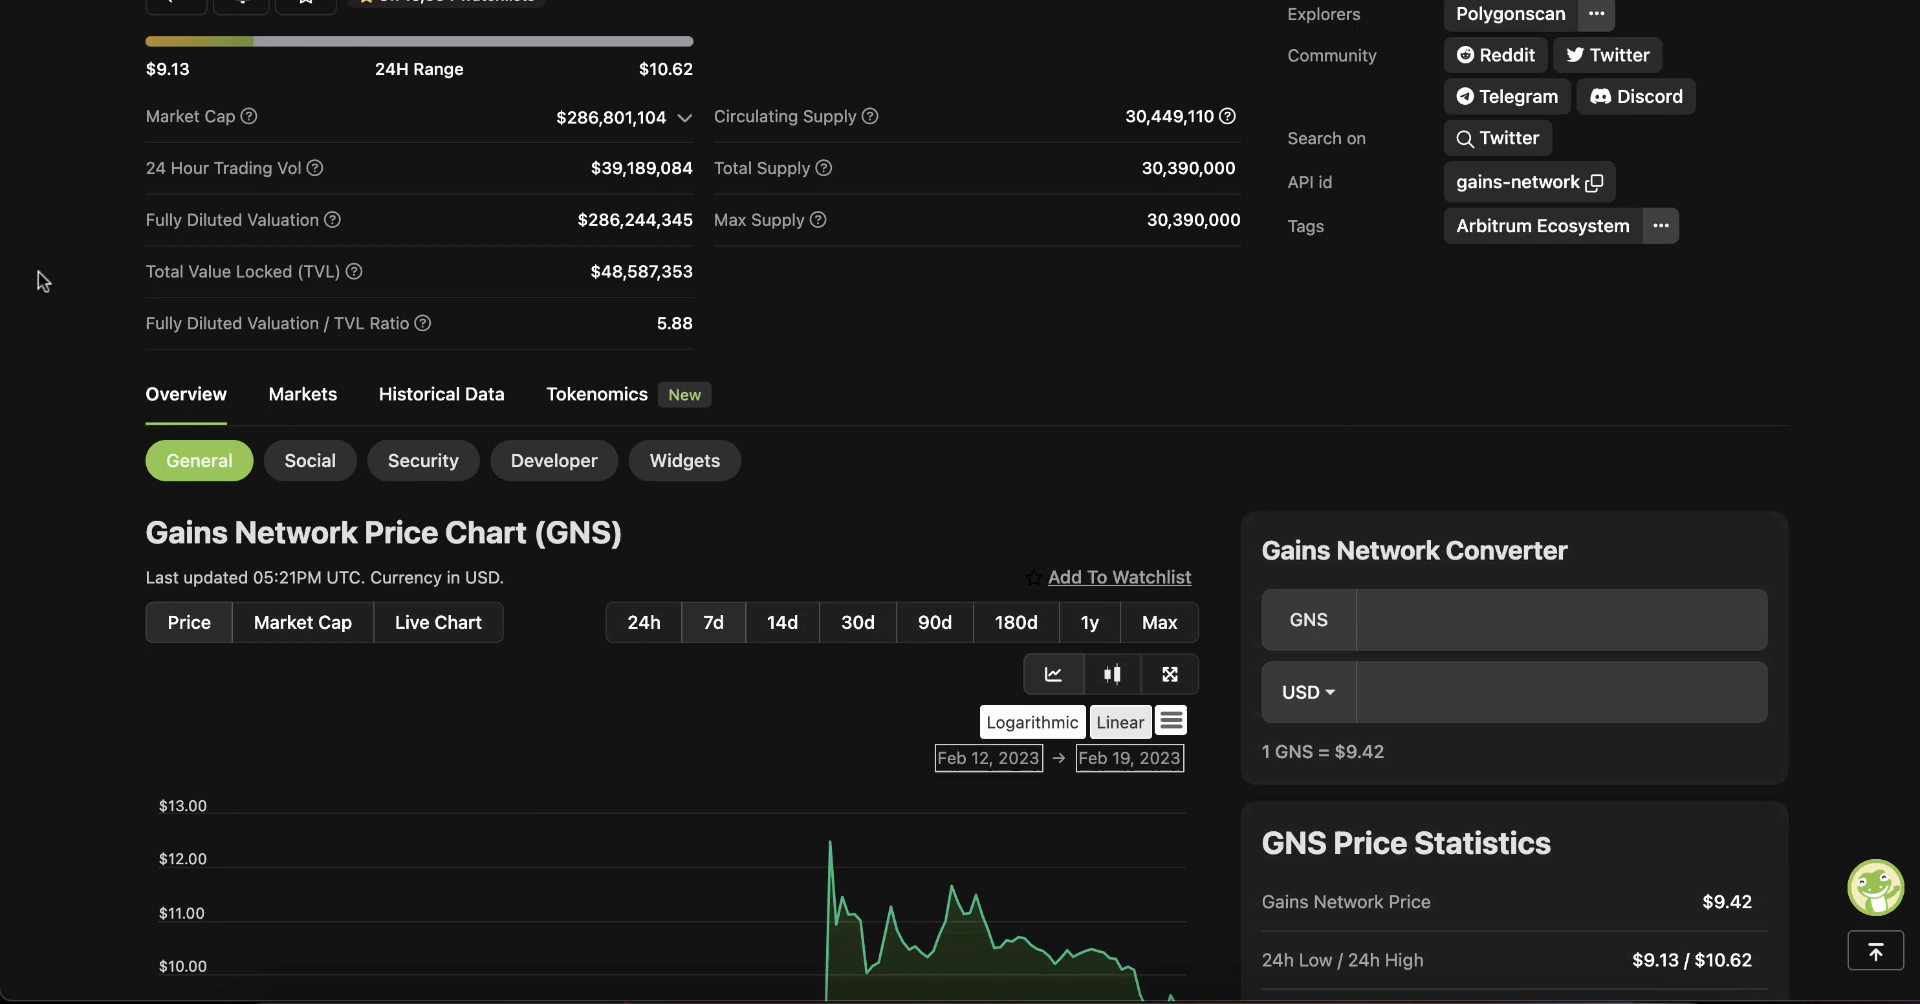 $9.13 24H Range $10.62
Market Cap $286,801,104
24 Hour Trading Vol $39,189,084
Fully Diluted Valuation $286,244,345
Total Value Locked (TVL) $48,587,353
Fully Diluted Valuation / TVL Ratio 5.88
Circulating Supply 30,449,110
Total Supply 30,390,000
Max Supply 30,390,000
Explorers Polygonscan
Community Reddit Twitter
Telegram Discord
Search on Twitter
API id gains-network
Tags Arbitrum Ecosystem
Overview Markets Historical Data Tokenomics New
General Social Security Developer Widgets
Gains Network Price Chart (GNS)
Last updated 05:21PM UTC. Currency in USD.
Add To Watchlist
Price Market Cap Live Chart 24h 7d 14d 30d 90d 180d 1y Max
Logarithmic Linear
Feb 12, 2023 → Feb 19, 2023
$13.00
$12.00
$11.00
$10.00
Gains Network Converter
GNS
USD
1 GNS = $9.42
GNS Price Statistics
Gains Network Price $9.42
24h Low / 24h High $9.13 / $10.62